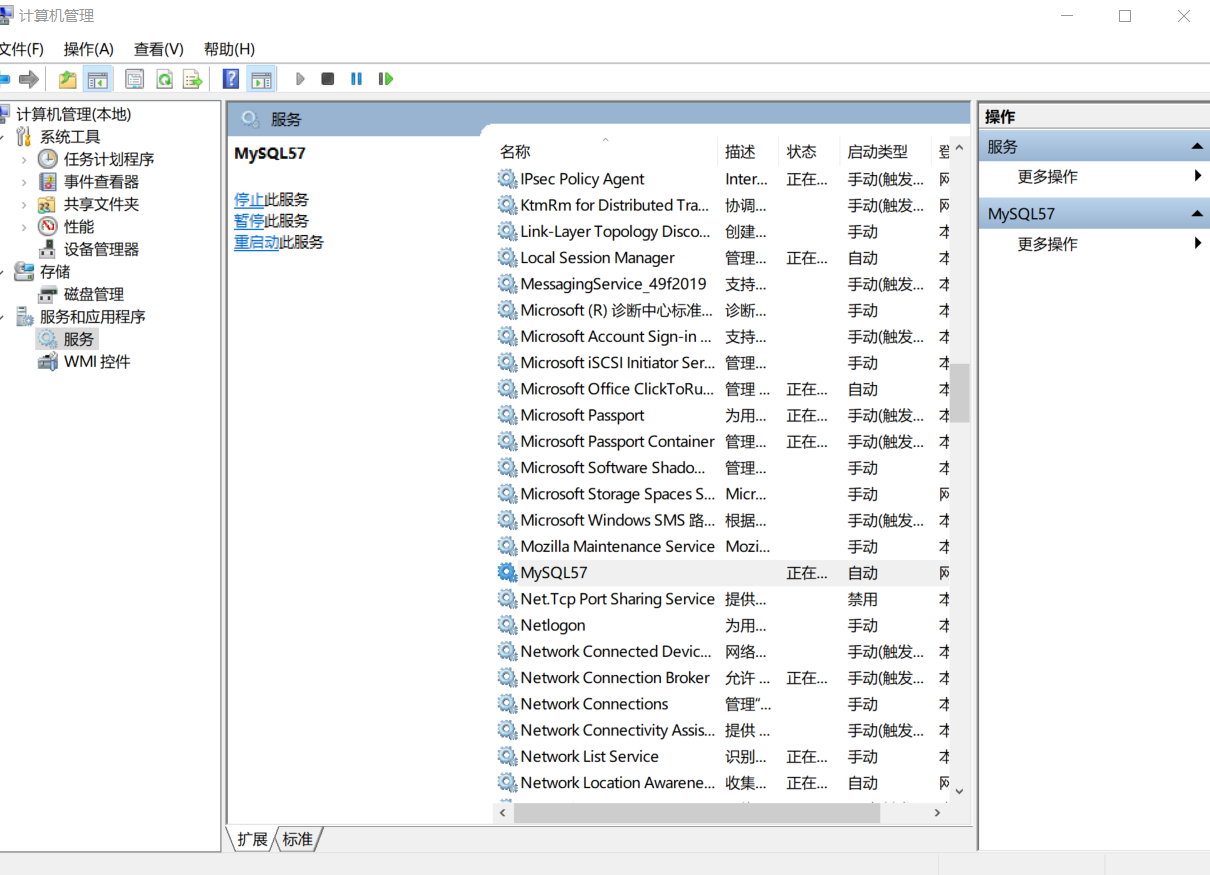 计算机管理
文件(F) 操作(A) 查看(V) 帮助(H)
计算机管理(本地)
系统工具
任务计划程序
事件查看器
共享文件夹
性能
设备管理器
存储
磁盘管理
服务和应用程序
服务
WMI 控件
服务
MySQL57
停止此服务
暂停此服务
重启动此服务
名称 描述 状态 启动类型 登
IPsec Policy Agent Inter... 正在... 手动(触发... 网
KtmRm for Distributed Tra... 协调... 手动(触发... 网
Link-Layer Topology Disco... 创建... 手动 本
Local Session Manager 管理... 正在... 自动 本
MessagingService_49f2019 支持... 手动(触发... 本
Microsoft (R) 诊断中心标准... 诊断... 手动 本
Microsoft Account Sign-in ... 支持... 手动(触发... 本
Microsoft iSCSI Initiator Ser... 管理... 手动 本
Microsoft Office ClickToRu... 管理 ... 正在... 自动 本
Microsoft Passport 为用... 正在... 手动(触发... 本
Microsoft Passport Container 管理... 正在... 手动(触发... 本
Microsoft Software Shado... 管理... 手动 本
Microsoft Storage Spaces S... Micr... 手动 网
Microsoft Windows SMS 路... 根据... 手动(触发... 本
Mozilla Maintenance Service Mozi... 手动 本
MySQL57 正在... 自动 网
Net.Tcp Port Sharing Service 提供... 禁用 本
Netlogon 为用... 手动 本
Network Connected Devic... 网络... 手动(触发... 本
Network Connection Broker 允许 ... 正在... 手动(触发... 本
Network Connections 管理“... 手动 本
Network Connectivity Assis... 提供 ... 手动(触发... 本
Network List Service 识别... 正在... 手动 本
Network Location Awarene... 收集... 正在... 自动 网
扩展 标准
操作
服务
更多操作
MySQL57
更多操作